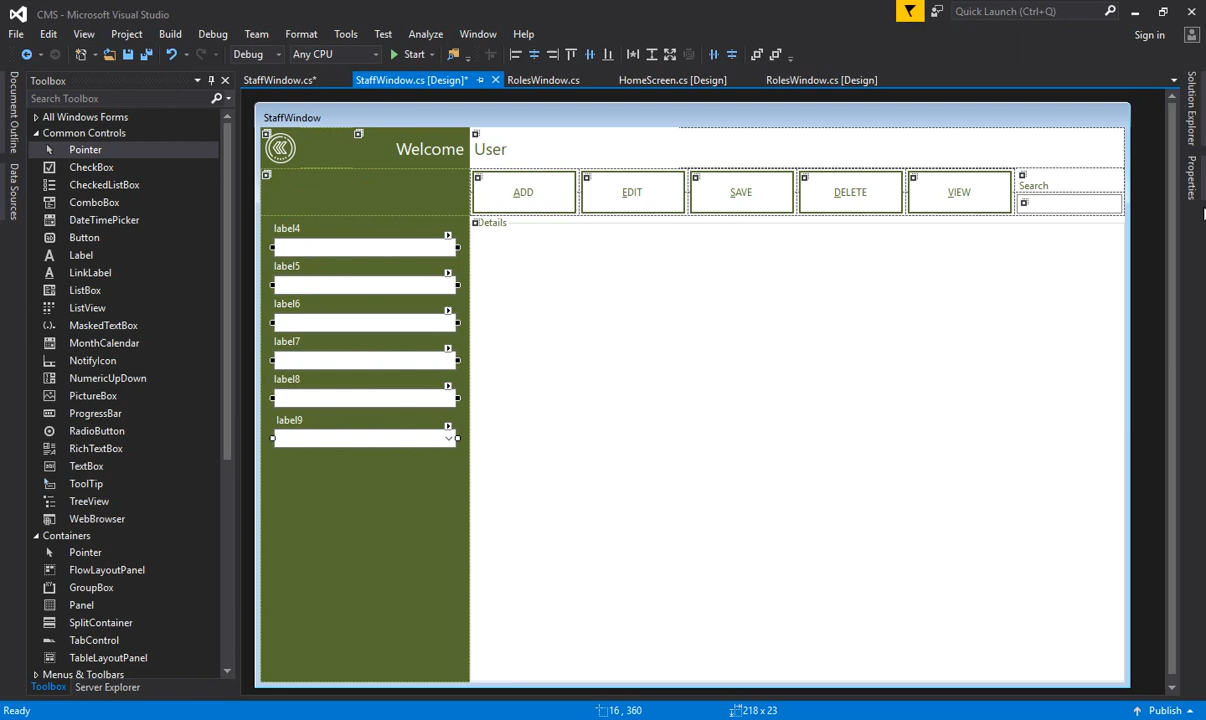 CMS - Microsoft Visual Studio
Quick Launch (Ctrl+Q)
File Edit View Project Build Debug Team Format Tools Test Analyze Window Help
Sign in
Debug Any CPU Start
Document Outline
Data Sources
Toolbox
Search Toolbox
All Windows Forms
Common Controls
Pointer
CheckBox
CheckedListBox
ComboBox
DateTimePicker
Button
Label
LinkLabel
ListBox
ListView
MaskedTextBox
MonthCalendar
NotifyIcon
NumericUpDown
PictureBox
ProgressBar
RadioButton
RichTextBox
TextBox
ToolTip
TreeView
WebBrowser
Containers
Pointer
FlowLayoutPanel
GroupBox
Panel
SplitContainer
TabControl
TableLayoutPanel
Menus & Toolbars
Toolbox Server Explorer
StaffWindow.cs* StaffWindow.cs [Design]* RolesWindow.cs HomeScreen.cs [Design] RolesWindow.cs [Design]
StaffWindow
Welcome User
ADD EDIT SAVE DELETE VIEW
Search
Details
label4
label5
label6
label7
label8
label9
Solution Explorer
Properties
Ready 16 , 360 218 x 23 Publish